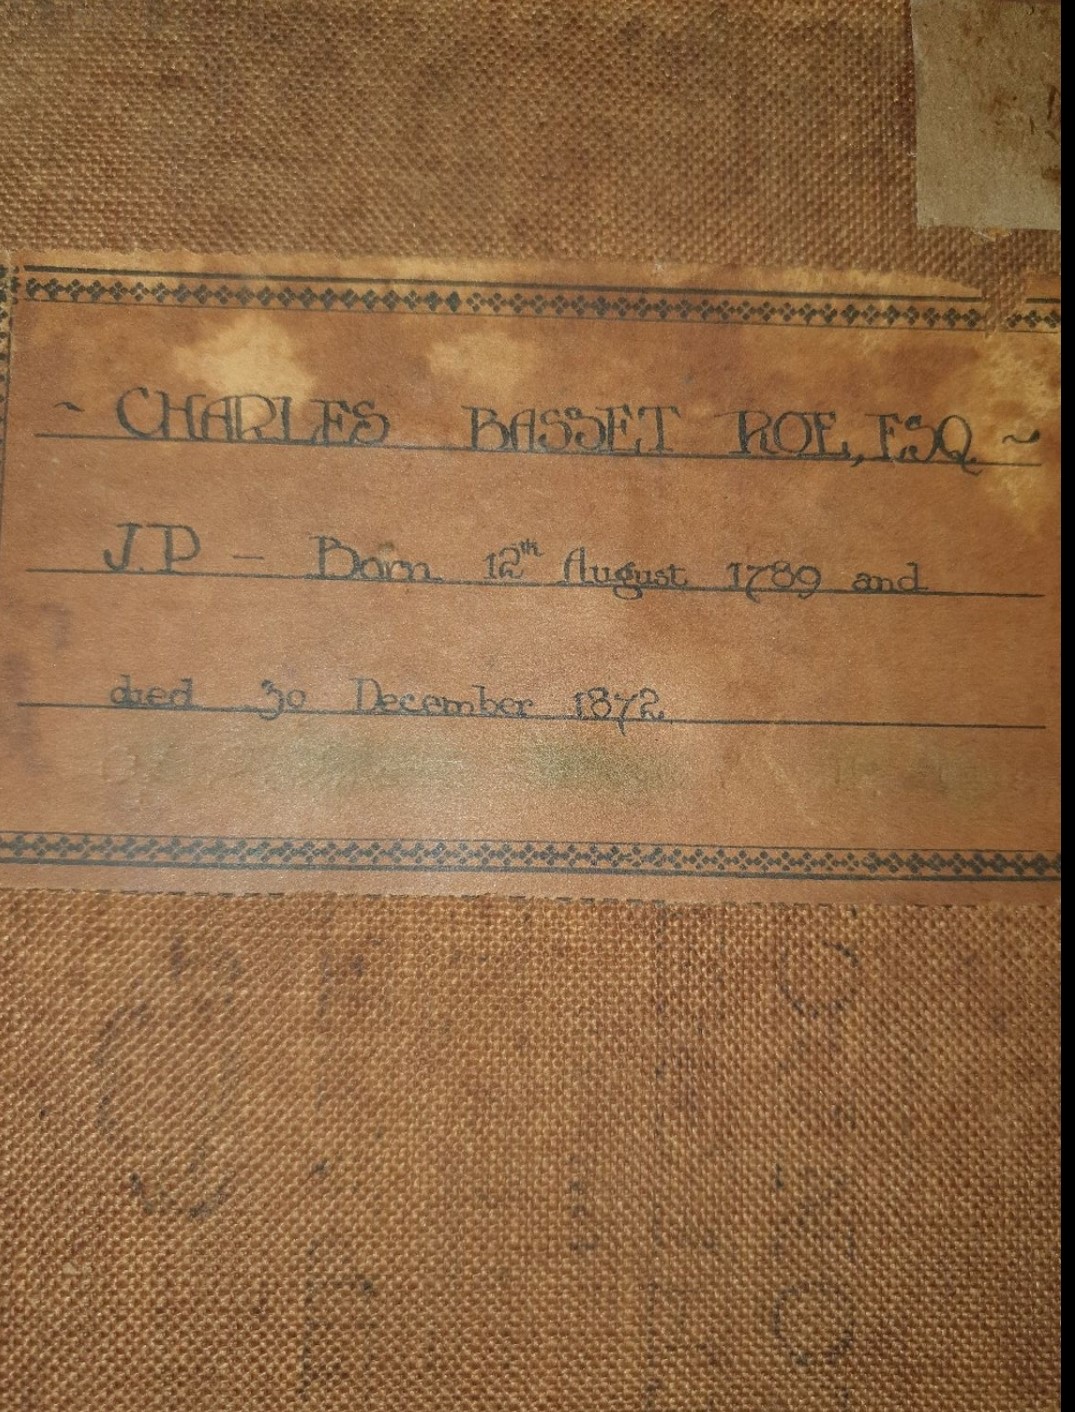 ~ CHARLES BASSET ROE, ESQ ~
J.P - Born 12th August 1789 and
died 30 December 1872